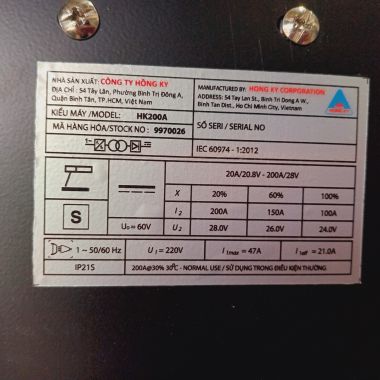 NHÀ SẢN XUẤT: CÔNG TY HỒNG KÝ
ĐỊA CHỈ : 54 Tây Lân, Phường Bình Trị Đông A,
Quận Bình Tân, TP.HCM, Việt Nam
MANUFACTURED BY: HONG KY CORPORATION
ADDRESS: 54 Tay Lan St., Binh Tri Dong A W.,
Binh Tan Dist., Ho Chi Minh City, Vietnam
KIỂU MÁY /MODEL: HK200A
MÃ HÀNG HÓA/STOCK NO : 9970026
SỐ SERI / SERIAL NO
1~
IEC 60974 - 1:2012
20A/20.8V - 200A/28V
X 20% 60% 100%
S
U₀= 60V
I₂ 200A 150A 100A
U₂ 28.0V 26.0V 24.0V
1 ~ 50/60 Hz U₁ = 220V I₁max = 47A I₁eff = 21.0A
IP21S
200A@30% 30°C - NORMAL USE / SỬ DỤNG TRONG ĐIỀU KIỆN THƯỜNG